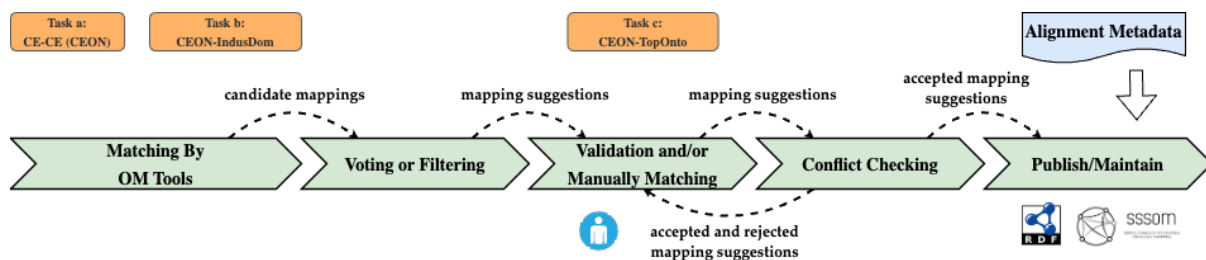 Task a:
CE-CE (CEON)
Task b:
CEON-IndusDom
Task c:
CEON-TopOnto
Alignment Metadata
candidate mappings
mapping suggestions
mapping suggestions
accepted mapping
suggestions
Matching By
OM Tools
Voting or Filtering
Validation and/or
Manually Matching
Conflict Checking
Publish/Maintain
accepted and rejected
mapping suggestions
RDF
sssom